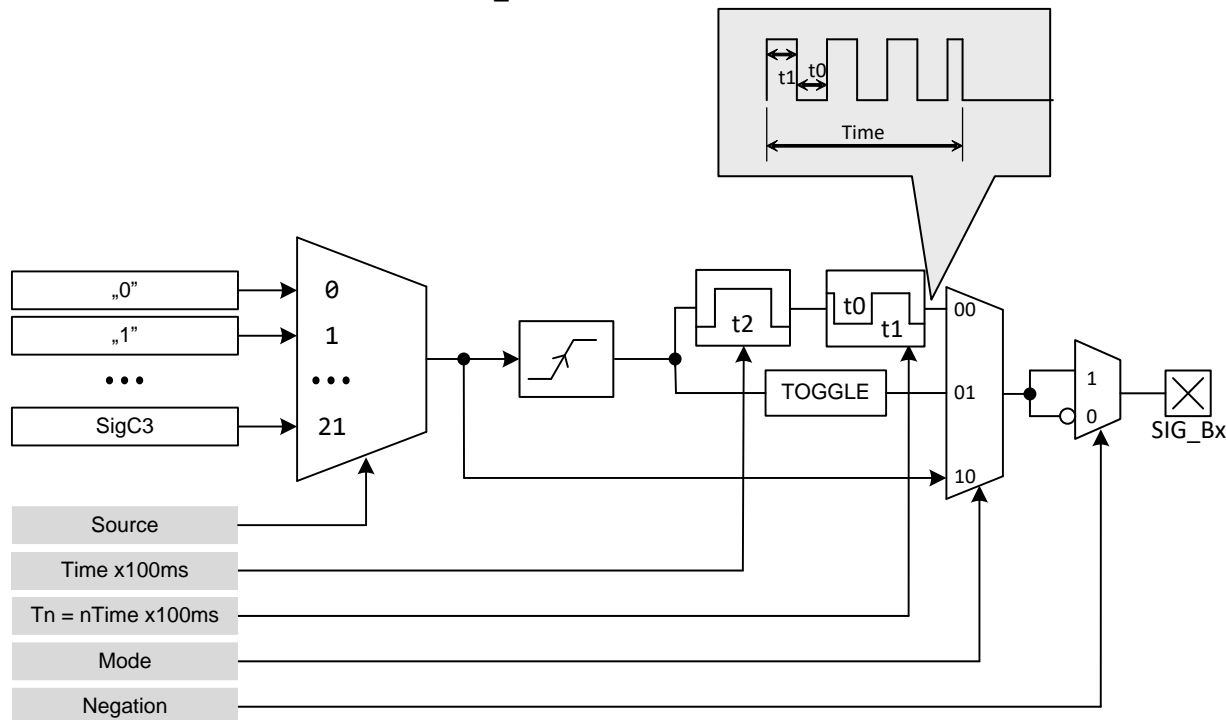 _
t1
t0
Time
„0”
„1”
•••
SigC3
0
1
•••
21
t2
t0
t1
TOGGLE
00
01
10
1
0
SIG_Bx
Source
Time x100ms
Tn = nTime x100ms
Mode
Negation